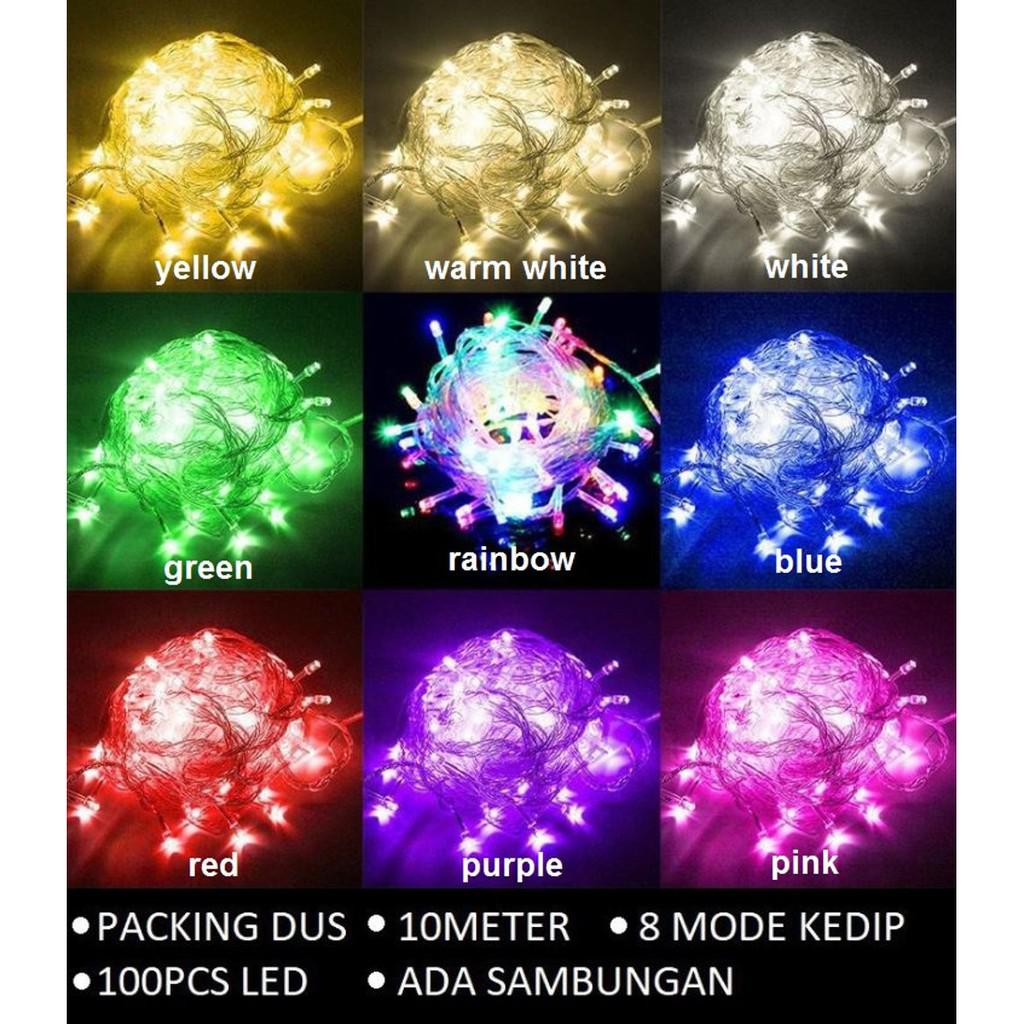 yellow
warm white
white
green
rainbow
blue
red
purple
pink
•PACKING DUS •10METER •8 MODE KEDIP
•100PCS LED •ADA SAMBUNGAN